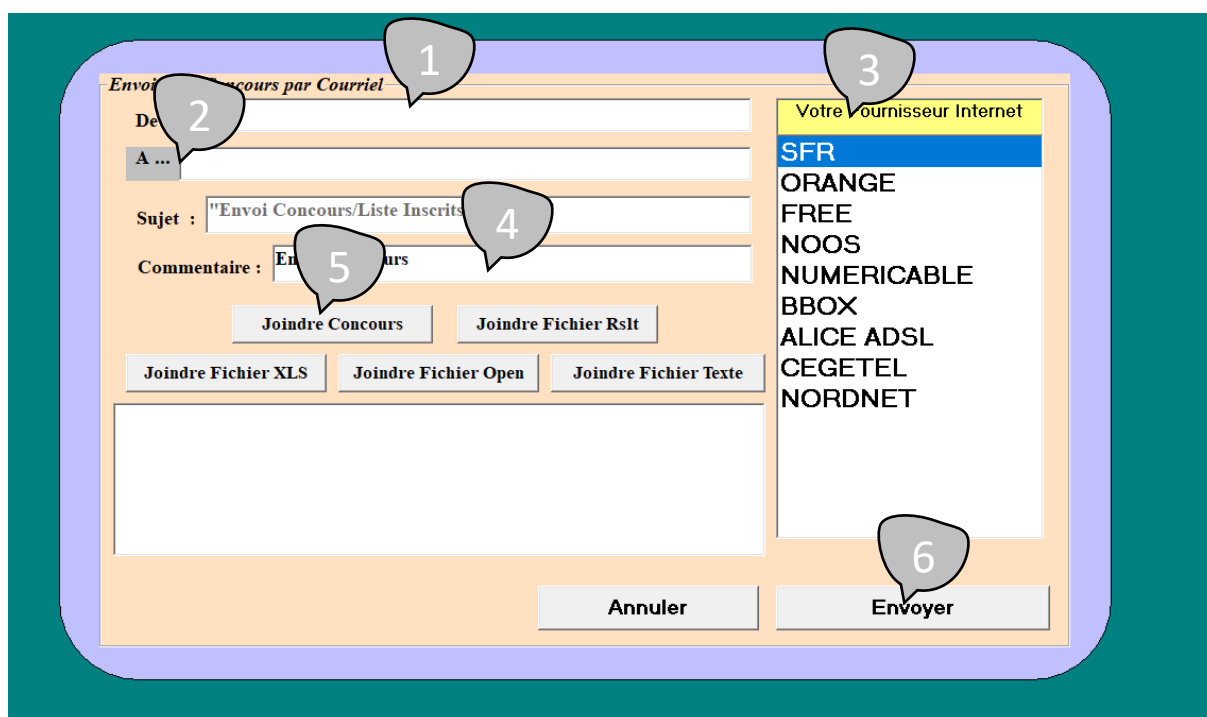 1
3
Envoi
cours par Courriel
2
De
Votre Fournisseur Internet
A ...
SFR
ORANGE
Sujet :
"Envoi Concours/Liste Inscrits
4
FREE
NOOS
Commentaire :
5
NUMERICABLE
BBOX
Joindre Concours
Joindre Fichier Rslt
ALICE ADSL
Joindre Fichier XLS
Joindre Fichier Open
Joindre Fichier Texte
CEGETEL
NORDNET
6
Annuler
Envoyer